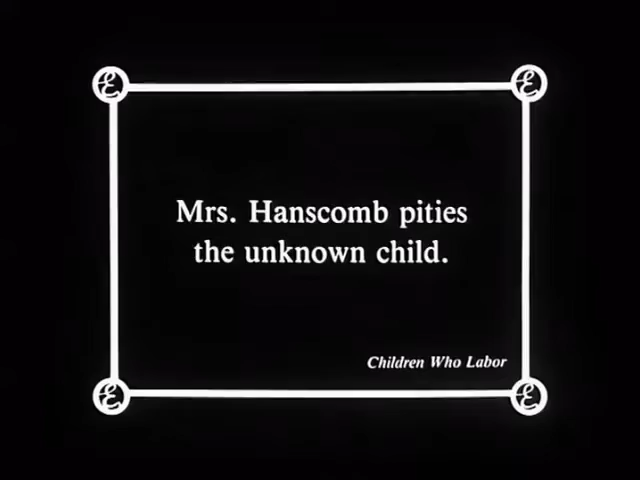 Mrs. Hanscomb pities
the unknown child.
Children Who Labor